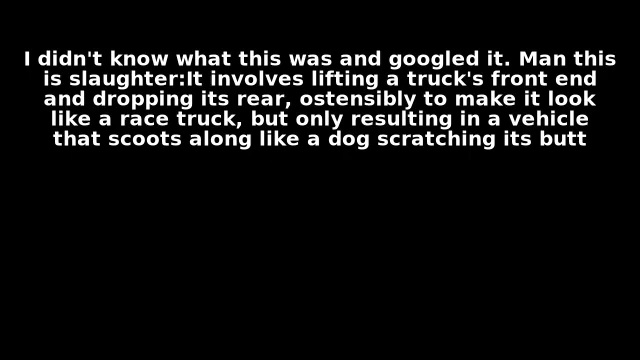 I didn't know what this was and googled it. Man this
is slaughter:It involves lifting a truck's front end
and dropping its rear, ostensibly to make it look
like a race truck, but only resulting in a vehicle
that scoots along like a dog scratching its butt